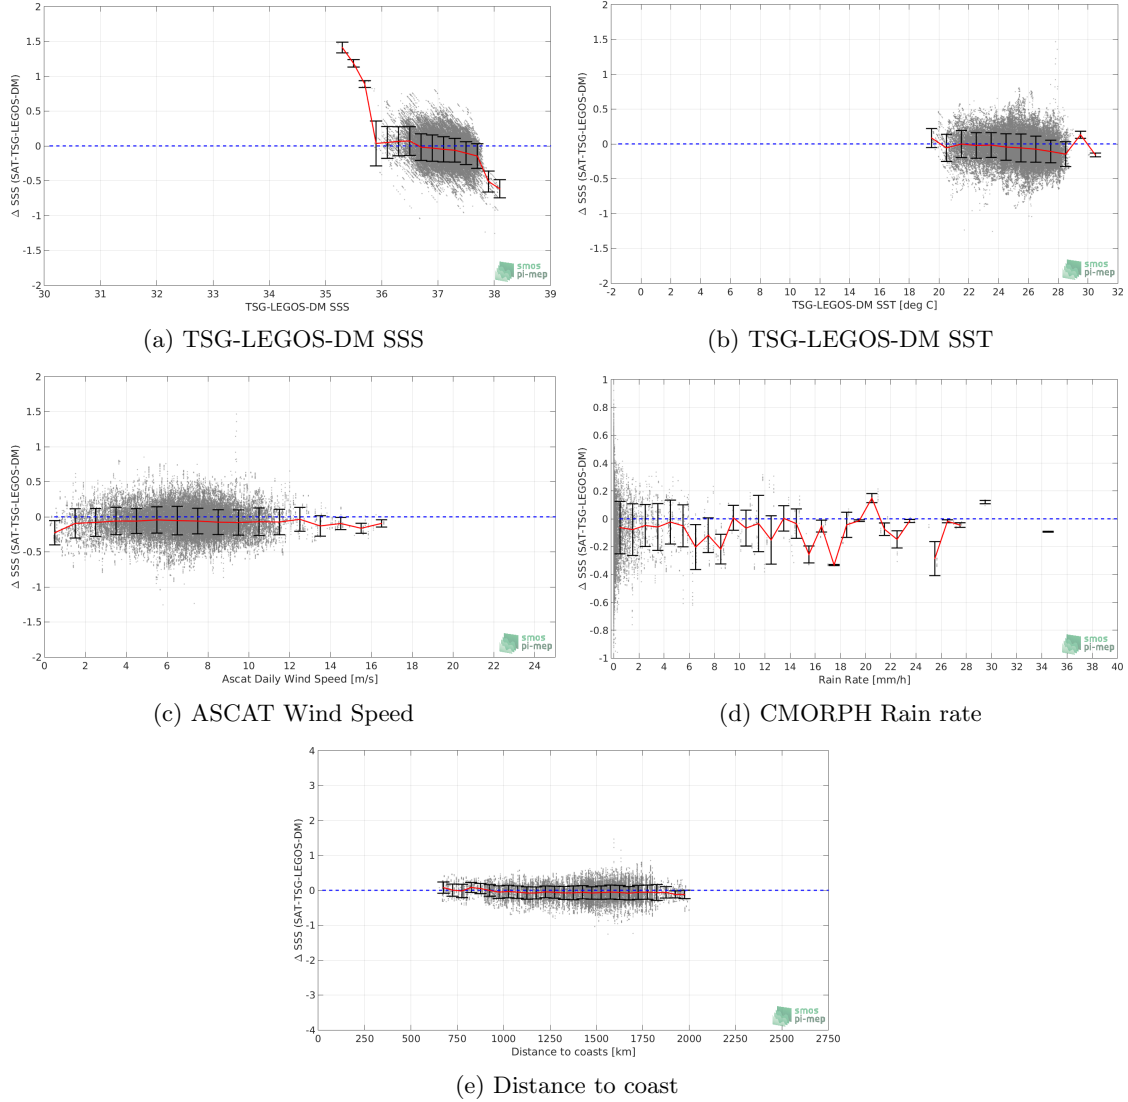 2
1.5
1
0.5
0
-0.5
-1
-1.5
-2
Δ SSS (SAT-TSG-LEGOS-DM)
30 31 32 33 34 35 36 37 38 39
TSG-LEGOS-DM SSS
smos
pi-mep
(a) TSG-LEGOS-DM SSS
2
1.5
1
0.5
0
-0.5
-1
-1.5
-2
Δ SSS (SAT-TSG-LEGOS-DM)
-2 0 2 4 6 8 10 12 14 16 18 20 22 24 26 28 30 32
TSG-LEGOS-DM SST [deg C]
smos
pi-mep
(b) TSG-LEGOS-DM SST
2
1.5
1
0.5
0
-0.5
-1
-1.5
-2
Δ SSS (SAT-TSG-LEGOS-DM)
0 2 4 6 8 10 12 14 16 18 20 22 24
Ascat Daily Wind Speed [m/s]
smos
pi-mep
(c) ASCAT Wind Speed
1
0.8
0.6
0.4
0.2
0
-0.2
-0.4
-0.6
-0.8
-1
Δ SSS (SAT-TSG-LEGOS-DM)
0 2 4 6 8 10 12 14 16 18 20 22 24 26 28 30 32 34 36 38 40
Rain Rate [mm/h]
smos
pi-mep
(d) CMORPH Rain rate
4
3
2
1
0
-1
-2
-3
-4
Δ SSS (SAT-TSG-LEGOS-DM)
0 250 500 750 1000 1250 1500 1750 2000 2250 2500 2750
Distance to coasts [km]
smos
pi-mep
(e) Distance to coast